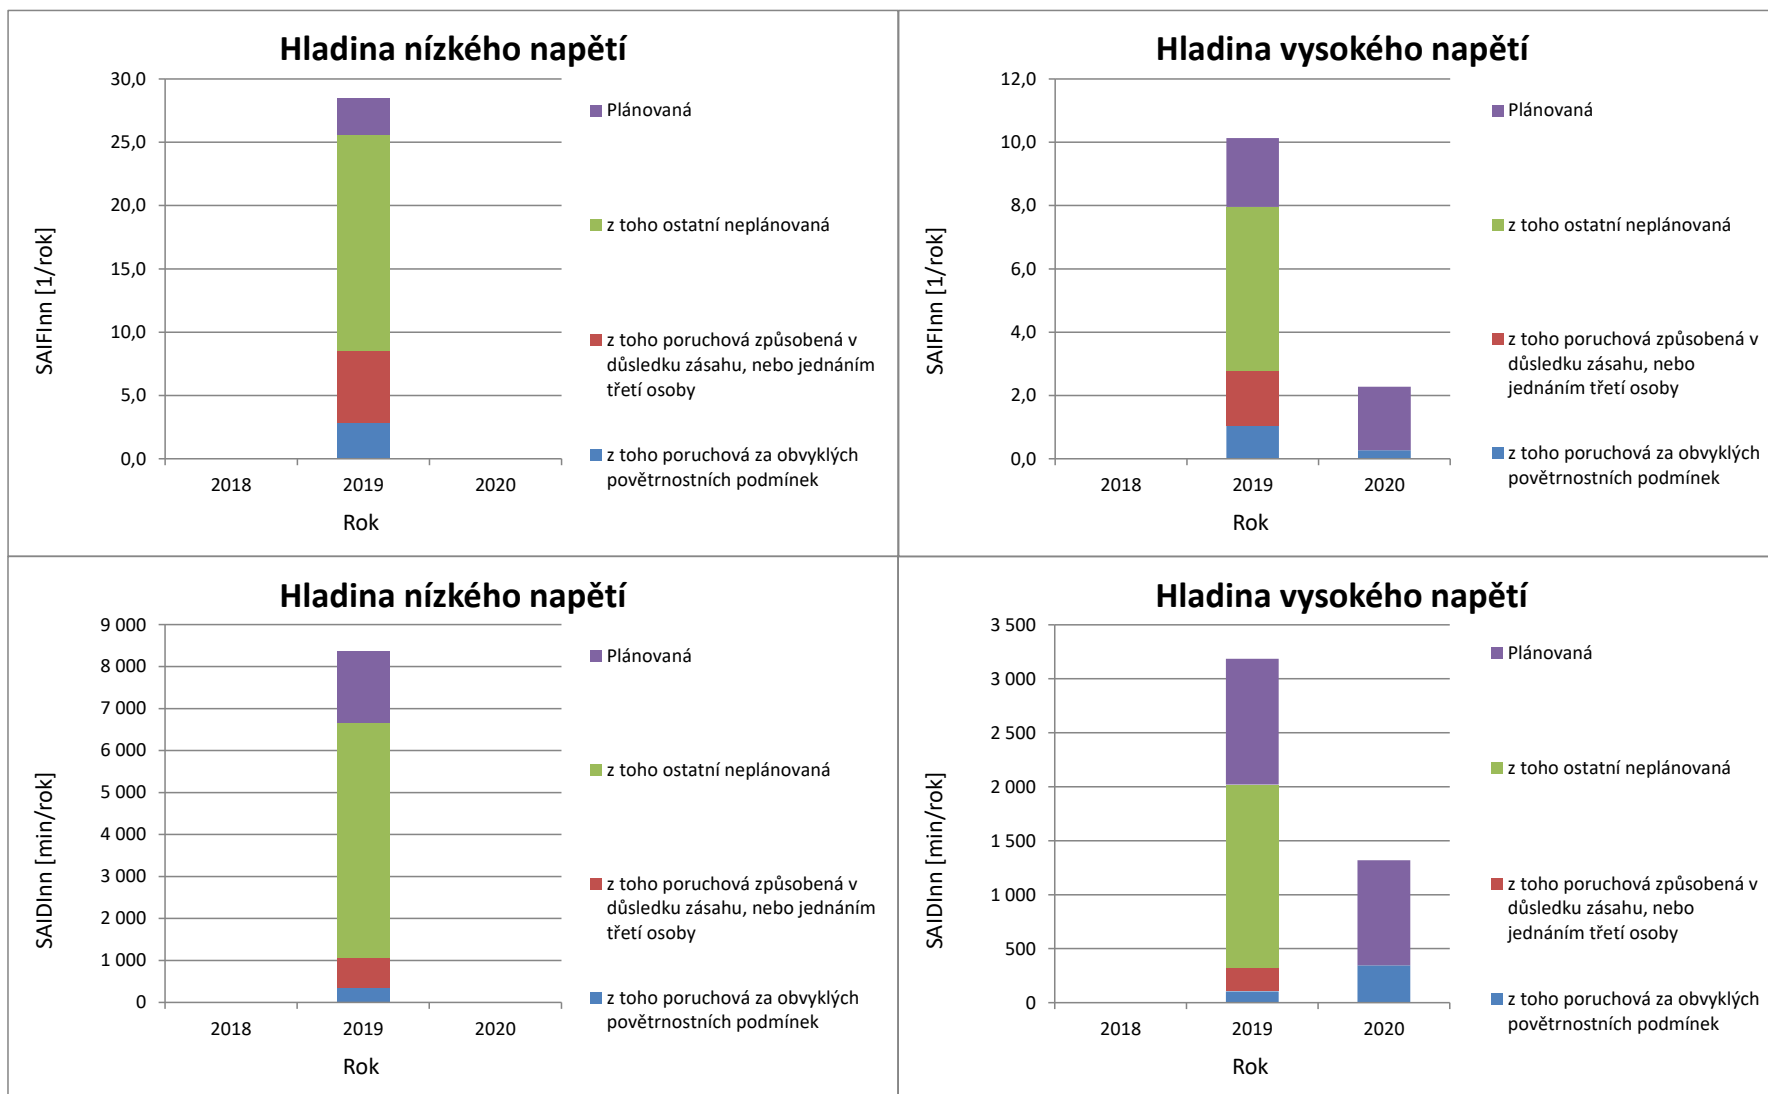 Hladina nízkého napětí
30,0
25,0
20,0
15,0
10,0
5,0
0,0
SAIFInn [1/rok]
2018
2019
2020
Rok
Plánovaná
z toho ostatní neplánovaná
z toho poruchová způsobená v
důsledku zásahu, nebo jednáním
třetí osoby
z toho poruchová za obvyklých
povětrnostních podmínek
Hladina vysokého napětí
12,0
10,0
8,0
6,0
4,0
2,0
0,0
SAIFInn [1/rok]
2018
2019
2020
Rok
Plánovaná
z toho ostatní neplánovaná
z toho poruchová způsobená v
důsledku zásahu, nebo
jednáním třetí osoby
z toho poruchová za obvyklých
povětrnostních podmínek
Hladina nízkého napětí
9 000
8 000
7 000
6 000
5 000
4 000
3 000
2 000
1 000
0
SAIDInn [min/rok]
2018
2019
2020
Rok
Plánovaná
z toho ostatní neplánovaná
z toho poruchová způsobená v
důsledku zásahu, nebo jednáním
třetí osoby
z toho poruchová za obvyklých
povětrnostních podmínek
Hladina vysokého napětí
3 500
3 000
2 500
2 000
1 500
1 000
500
0
SAIDInn [min/rok]
2018
2019
2020
Rok
Plánovaná
z toho ostatní neplánovaná
z toho poruchová způsobená v
důsledku zásahu, nebo
jednáním třetí osoby
z toho poruchová za obvyklých
povětrnostních podmínek